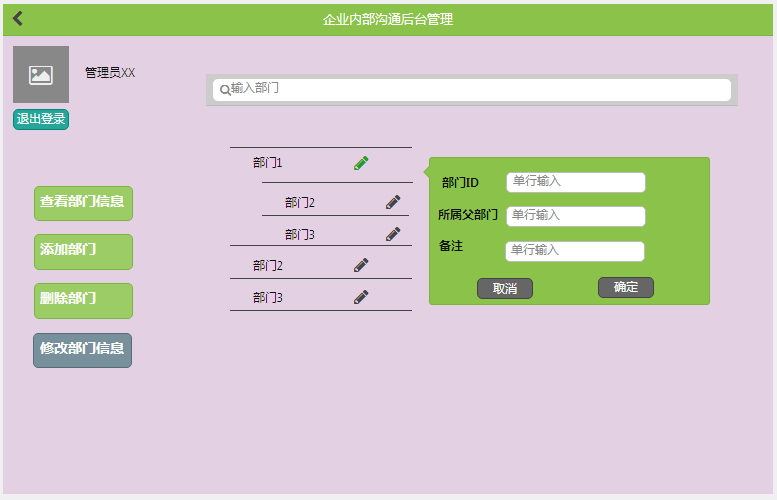 企业内部沟通后台管理
管理员XX
退出登录
输入部门
查看部门信息
添加部门
删除部门
修改部门信息
部门1
部门2
部门3
部门2
部门3
部门ID 单行输入
所属父部门 单行输入
备注 单行输入
取消 确定